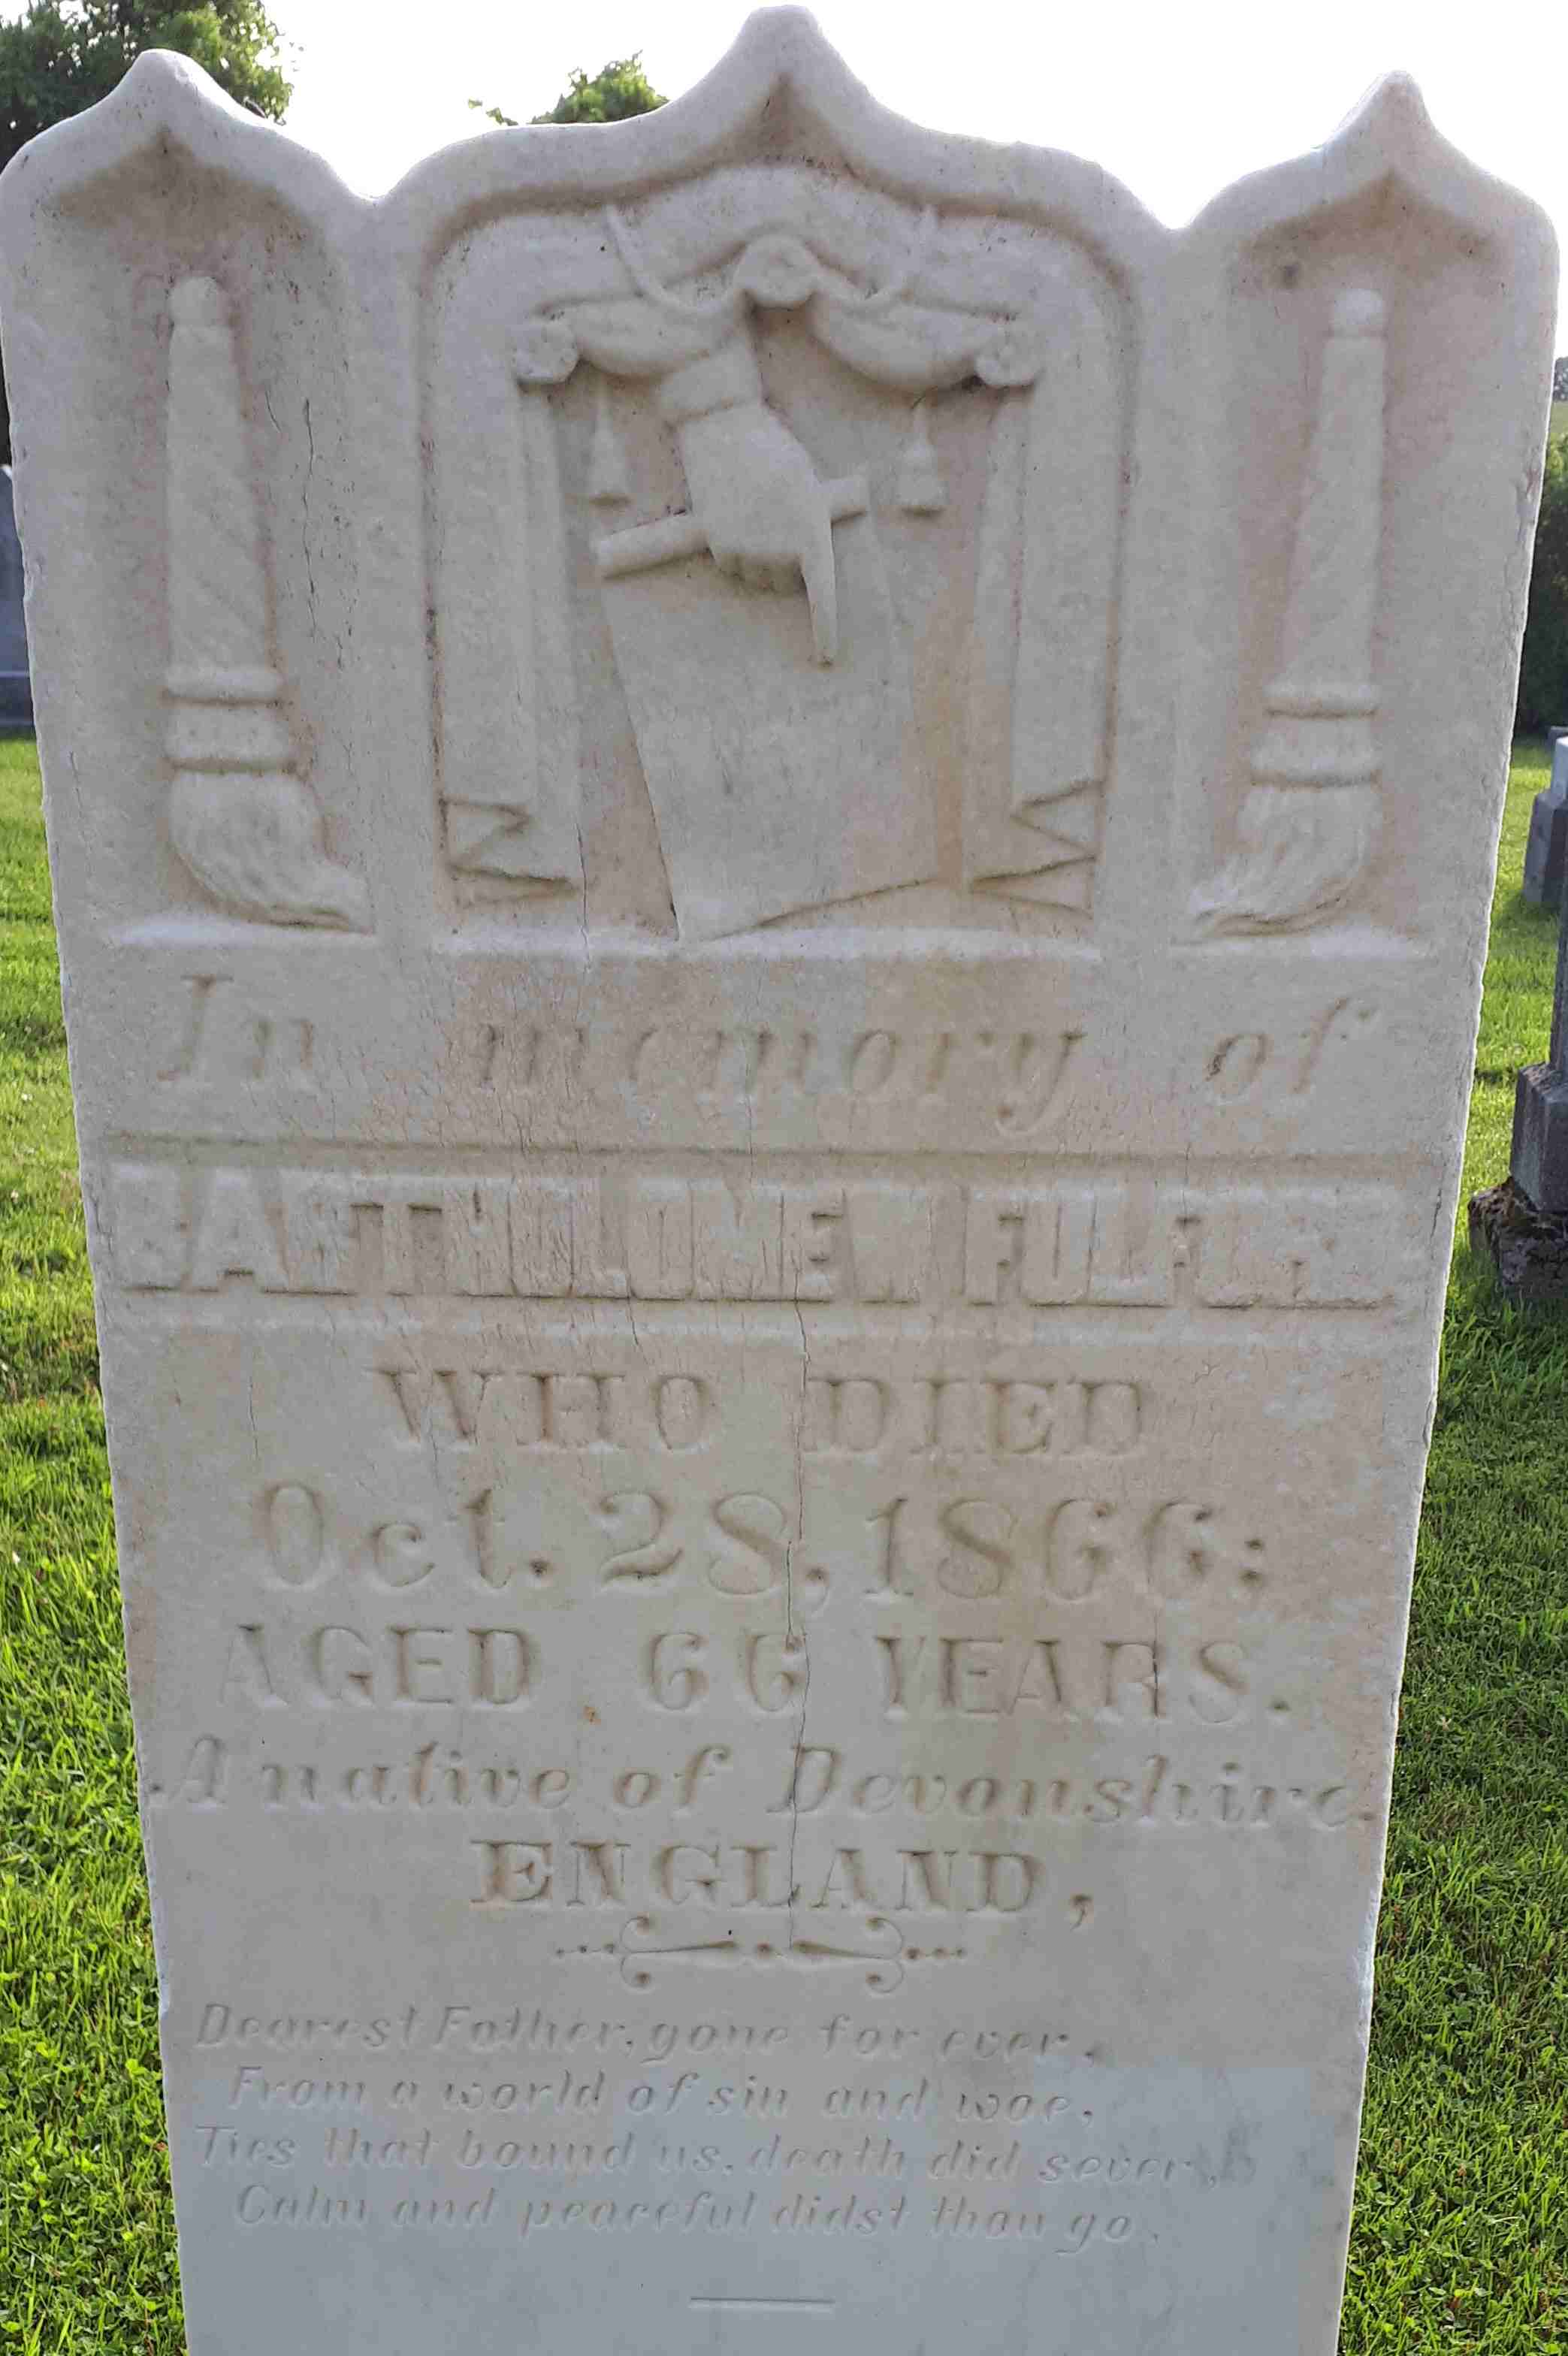 In memory of
BARTHOLOMEW FULFORD
WHO DIED
Oct. 28, 1866:
AGED 66 YEARS.
A native of Devonshire.
ENGLAND,
Dearest Father, gone for ever,
From a world of sin and woe,
Ties that bound us, death did sever,
Calm and peaceful didst thou go.